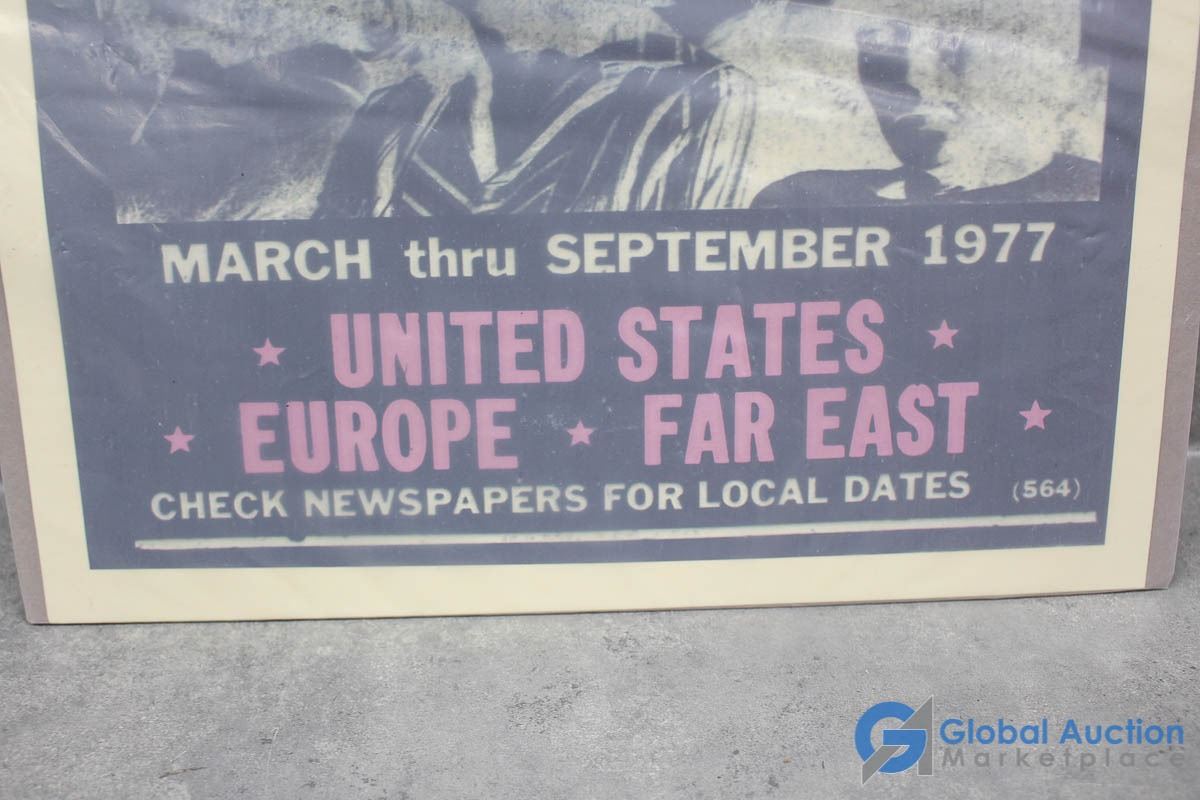 MARCH thru SEPTEMBER 1977
★ UNITED STATES ★
★ EUROPE ★ FAR EAST ★
CHECK NEWSPAPERS FOR LOCAL DATES (564)
Global Auction
Marketplace